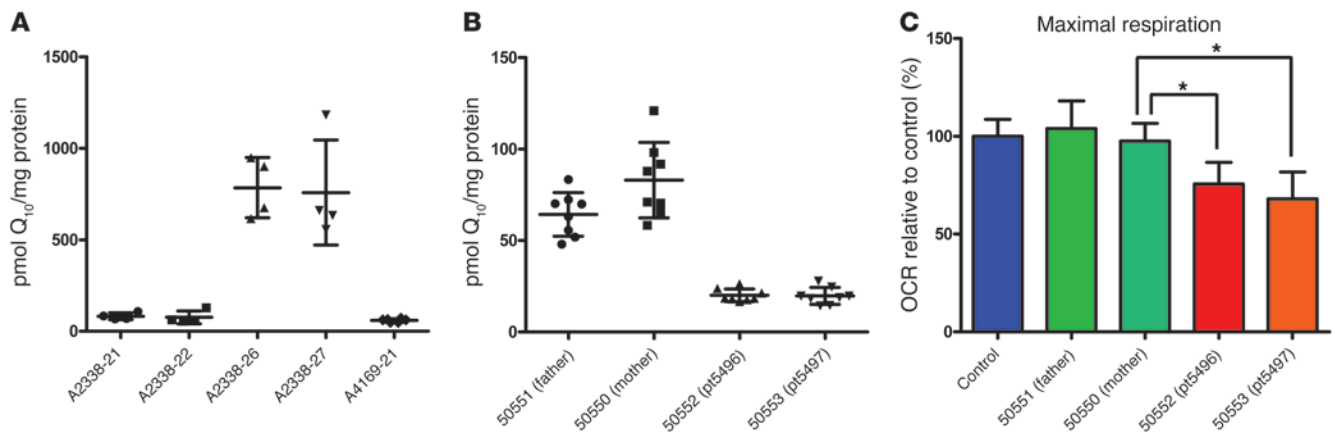 A
pmol Q10/mg protein
1500
1000
500
0
A2338-21
A2338-22
A2338-26
A2338-27
A4169-21
B
pmol Q10/mg protein
150
100
50
0
50551 (father)
50550 (mother)
50552 (pt5496)
50553 (pt5497)
C
Maximal respiration
OCR relative to control (%)
150
100
50
0
*
*
Control
50551 (father)
50550 (mother)
50552 (pt5496)
50553 (pt5497)